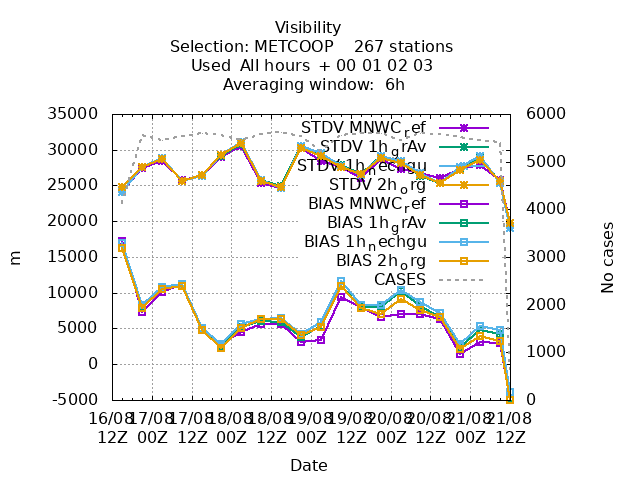 Visibility
Selection: METCOOP    267 stations
Used  All hours  + 00 01 02 03
Averaging window:  6h
35000
30000
25000
20000
15000
10000
5000
0
-5000
m
6000
5000
4000
3000
2000
1000
0
No cases
STDV MNWC_ref
STDV 1h_grAv
STDV 1h_nechgu
STDV 2h_org
BIAS MNWC_ref
BIAS 1h_grAv
BIAS 1h_nechgu
BIAS 2h_org
CASES
16/08 17/08 17/08 18/08 18/08 19/08 19/08 20/08 20/08 21/08 21/08
12Z 00Z 12Z 00Z 12Z 00Z 12Z 00Z 12Z 00Z 12Z
Date